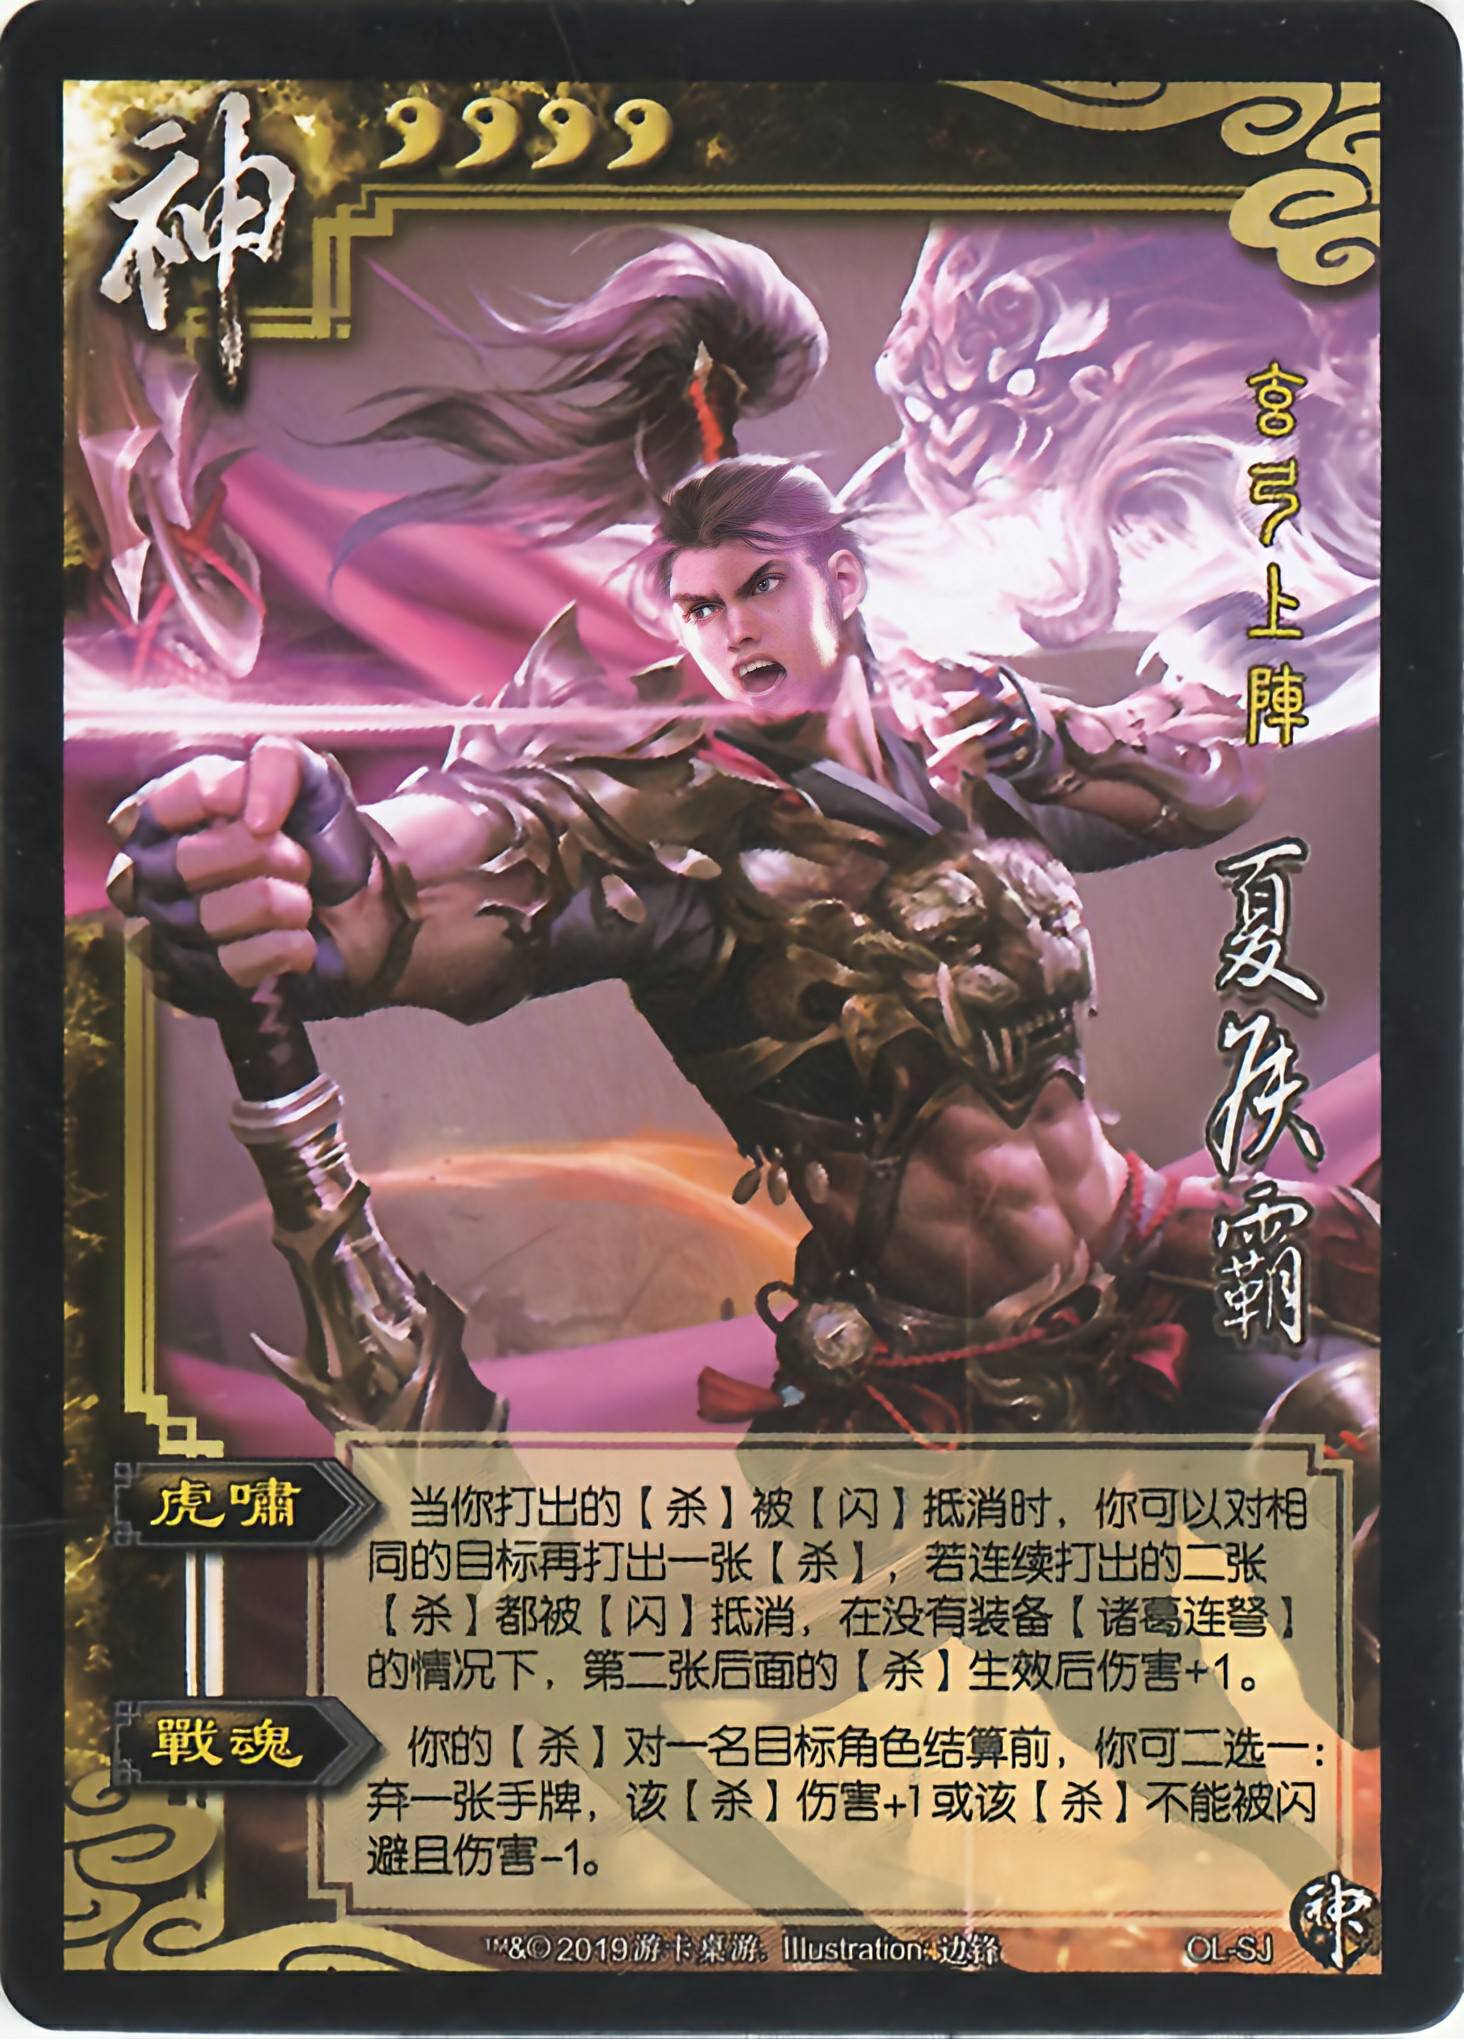 神
玄弓上陣
夏侯霸
虎嘯
当你打出的【杀】被【闪】抵消时，你可以对相
同的目标再打出一张【杀】，若连续打出的二张
【杀】都被【闪】抵消，在没有装备【诸葛连弩】
的情况下，第二张后面的【杀】生效后伤害+1。
戰魂
你的【杀】对一名目标角色结算前，你可二选一：
弃一张手牌，该【杀】伤害+1或该【杀】不能被闪
避且伤害-1。
™&©2019游卡桌游. Illustration: 边锋
OL-SJ
神